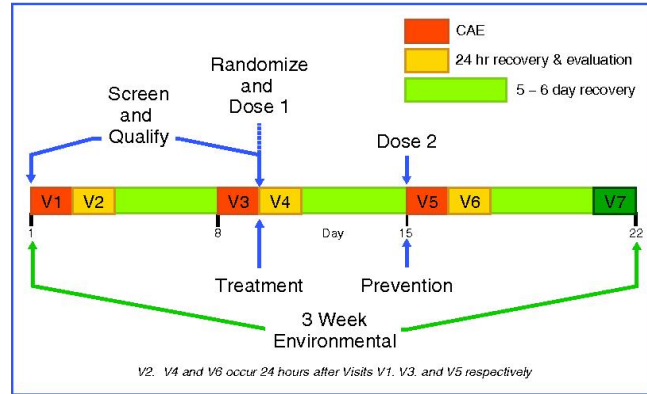 CAE
24 hr recovery & evaluation
5 – 6 day recovery
Randomize
and
Dose 1
Screen
and
Qualify
Dose 2
V1 V2 V3 V4 V5 V6 V7
1 8 Day 15 22
Treatment Prevention
3 Week
Environmental
V2. V4 and V6 occur 24 hours after Visits V1. V3. and V5 respectively